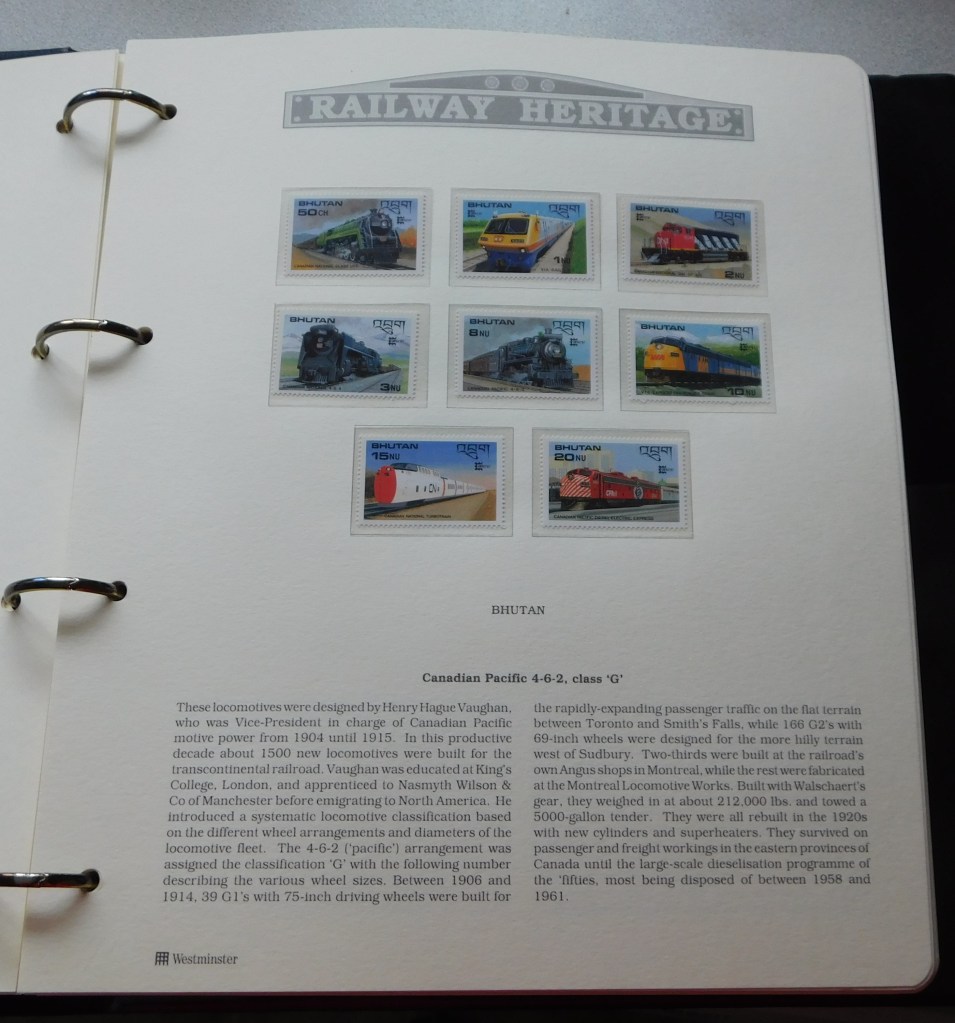 RAILWAY HERITAGE
BHUTAN
50CH
BHUTAN
1NU
BHUTAN
2NU
BHUTAN
3NU
BHUTAN
8NU
BHUTAN
10NU
BHUTAN
15NU
CN
BHUTAN
20NU
BHUTAN
Canadian Pacific 4-6-2, class ‘G’
These locomotives were designed by Henry Hague Vaughan,
who was Vice-President in charge of Canadian Pacific
motive power from 1904 until 1915. In this productive
decade about 1500 new locomotives were built for the
transcontinental railroad. Vaughan was educated at King's
College, London, and apprenticed to Nasmyth Wilson &
Co of Manchester before emigrating to North America. He
introduced a systematic locomotive classification based
on the different wheel arrangements and diameters of the
locomotive fleet. The 4-6-2 ('pacific') arrangement was
assigned the classification 'G' with the following number
describing the various wheel sizes. Between 1906 and
1914, 39 G1's with 75-inch driving wheels were built for
the rapidly-expanding passenger traffic on the flat terrain
between Toronto and Smith's Falls, while 166 G2's with
69-inch wheels were designed for the more hilly terrain
west of Sudbury. Two-thirds were built at the railroad's
own Angus shops in Montreal, while the rest were fabricated
at the Montreal Locomotive Works. Built with Walschaert's
gear, they weighed in at about 212,000 lbs. and towed a
5000-gallon tender. They were all rebuilt in the 1920s
with new cylinders and superheaters. They survived on
passenger and freight workings in the eastern provinces of
Canada until the large-scale dieselisation programme of
the 'fifties, most being disposed of between 1958 and
1961.
Westminster